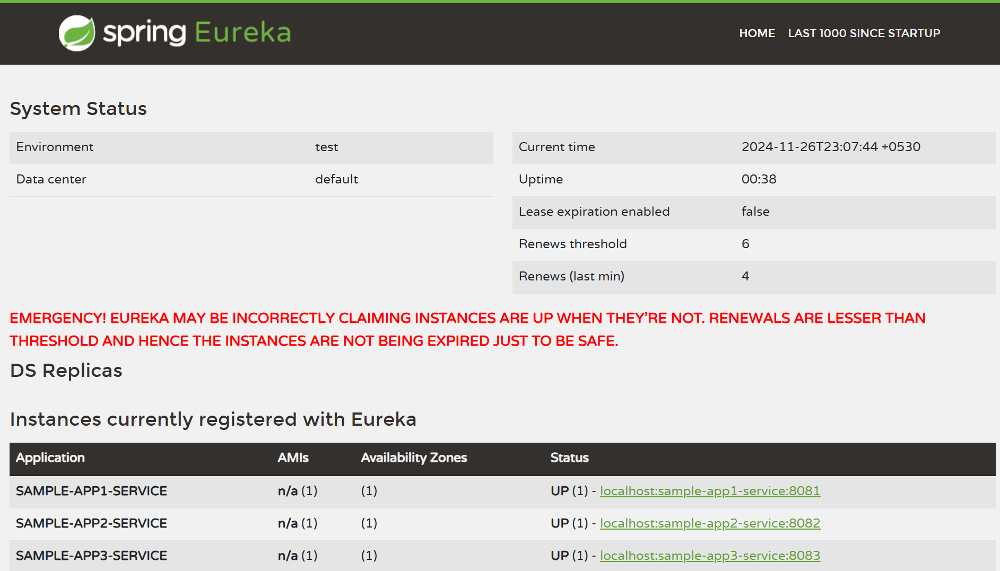 spring Eureka
HOME LAST 1000 SINCE STARTUP
System Status
Environment test
Data center default
Current time 2024-11-26T23:07:44 +0530
Uptime 00:38
Lease expiration enabled false
Renews threshold 6
Renews (last min) 4
EMERGENCY! EUREKA MAY BE INCORRECTLY CLAIMING INSTANCES ARE UP WHEN THEY’RE NOT. RENEWALS ARE LESSER THAN
THRESHOLD AND HENCE THE INSTANCES ARE NOT BEING EXPIRED JUST TO BE SAFE.
DS Replicas
Instances currently registered with Eureka
Application AMIs Availability Zones Status
SAMPLE-APP1-SERVICE n/a (1) (1) UP (1) - localhost:sample-app1-service:8081
SAMPLE-APP2-SERVICE n/a (1) (1) UP (1) - localhost:sample-app2-service:8082
SAMPLE-APP3-SERVICE n/a (1) (1) UP (1) - localhost:sample-app3-service:8083